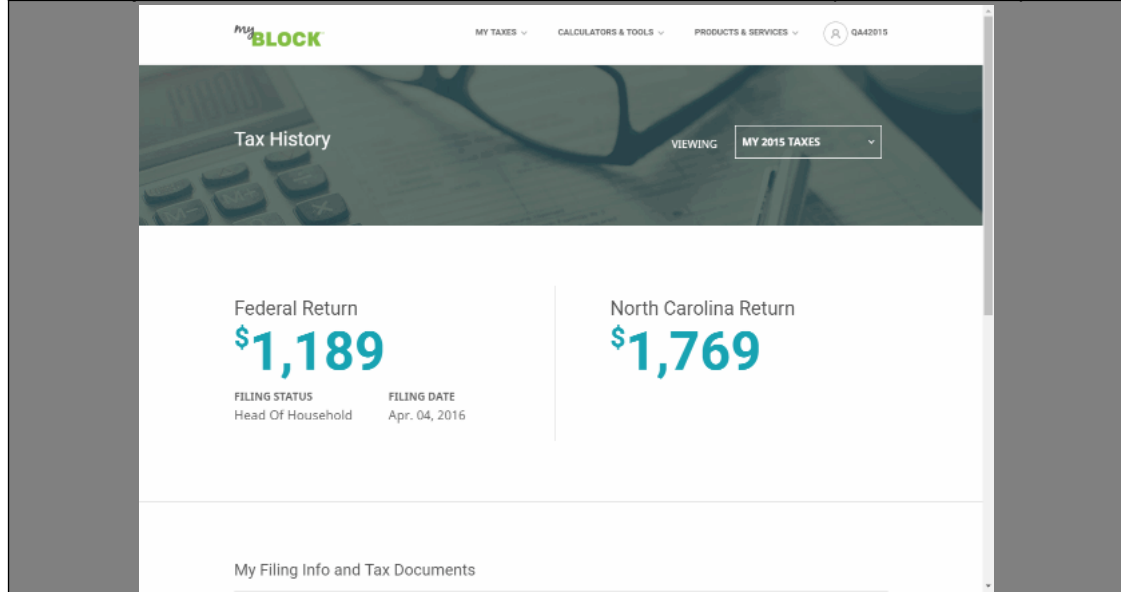 myBLOCK
MY TAXES
CALCULATORS & TOOLS
PRODUCTS & SERVICES
QA42015
Tax History
VIEWING
MY 2015 TAXES
Federal Return
$1,189
FILING STATUS
FILING DATE
Head Of Household
Apr. 04, 2016
North Carolina Return
$1,769
My Filing Info and Tax Documents